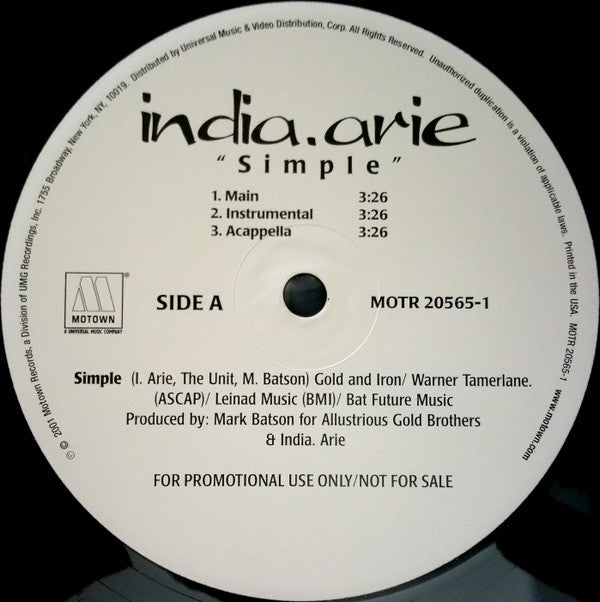 india.arie
"Simple"
1. Main 3:26
2. Instrumental 3:26
3. Acappella 3:26
MOTOWN
A UNIVERSAL MUSIC COMPANY
SIDE A
MOTR 20565-1
Simple (I. Arie, The Unit, M. Batson) Gold and Iron/ Warner Tamerlane.
(ASCAP)/ Leinad Music (BMI)/ Bat Future Music
Produced by: Mark Batson for Allustrious Gold Brothers
& India. Arie
FOR PROMOTIONAL USE ONLY/NOT FOR SALE
℗ © 2001 Motown Records, a Division of UMG Recordings, Inc. 1755 Broadway, New York, NY, 10019. Distributed by Universal Music & Video Distribution, Corp. All Rights Reserved. Unauthorized duplication is a violation of applicable laws. Printed in the USA. MOTR 20565-1 www.motown.com